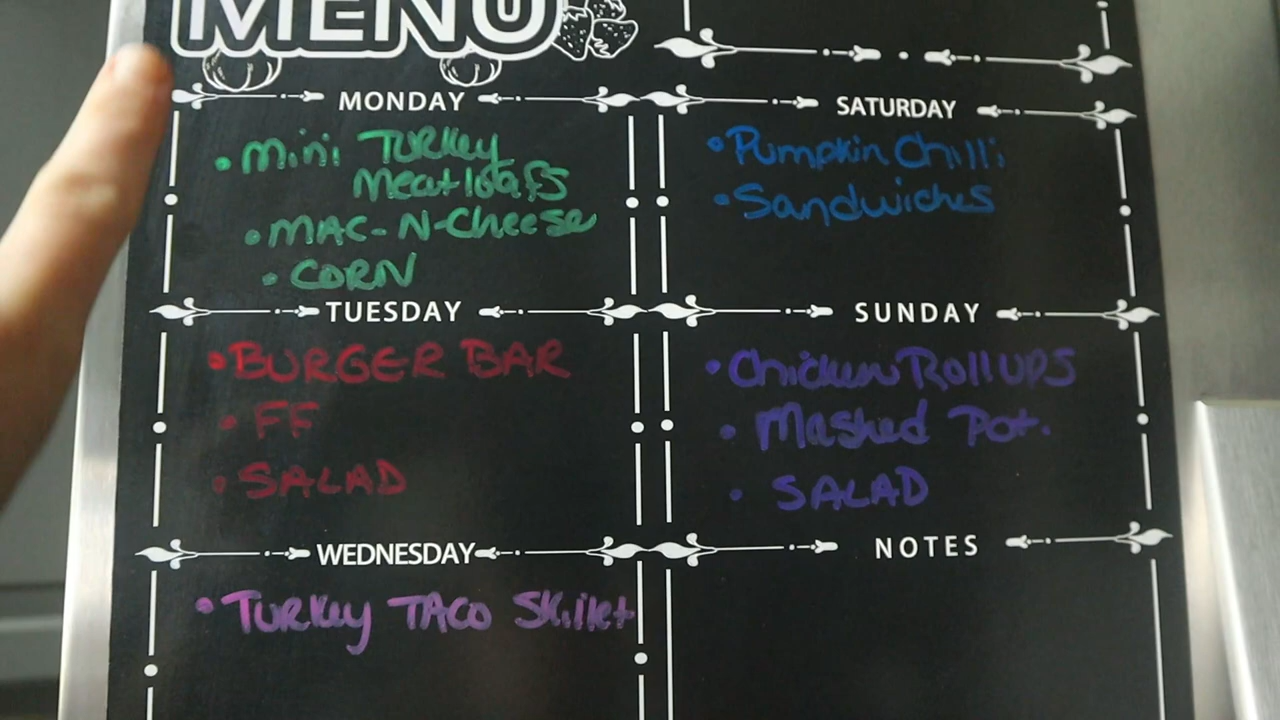 MENU
MONDAY
• Mini Turkey
Meatloafs
• MAC-N-Cheese
• CORN
TUESDAY
• BURGER BAR
• FF
• SALAD
WEDNESDAY
• Turkey TACO Skillet
SATURDAY
• Pumpkin Chilli
• Sandwiches
SUNDAY
• Chicken Roll UPS
• Mashed Pot.
• SALAD
NOTES